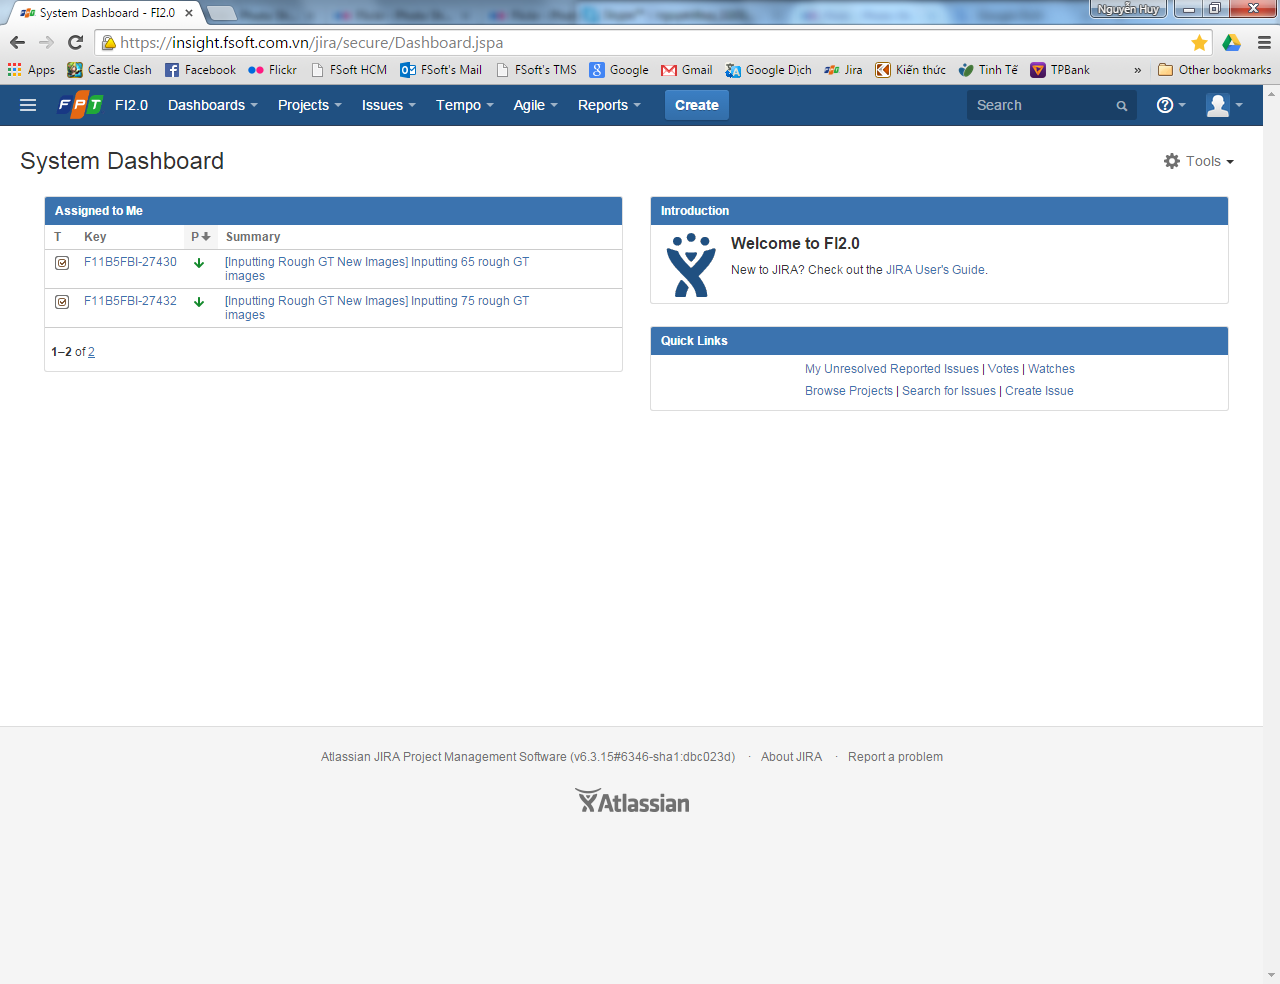 System Dashboard - FI2.0
Nguyễn Huy
https://insight.fsoft.com.vn/jira/secure/Dashboard.jspa
Apps Castle Clash Facebook Flickr FSoft HCM FSoft's Mail FSoft's TMS Google Gmail Google Dịch Jira Kiến thức Tinh Tế TPBank » Other bookmarks
FPT FI2.0 Dashboards Projects Issues Tempo Agile Reports Create Search
System Dashboard
Tools
Assigned to Me
T Key P Summary
F11B5FBI-27430 [Inputting Rough GT New Images] Inputting 65 rough GT
images
F11B5FBI-27432 [Inputting Rough GT New Images] Inputting 75 rough GT
images
1–2 of 2
Introduction
Welcome to FI2.0
New to JIRA? Check out the JIRA User's Guide.
Quick Links
My Unresolved Reported Issues | Votes | Watches
Browse Projects | Search for Issues | Create Issue
Atlassian JIRA Project Management Software (v6.3.15#6346-sha1:dbc023d) · About JIRA · Report a problem
Atlassian